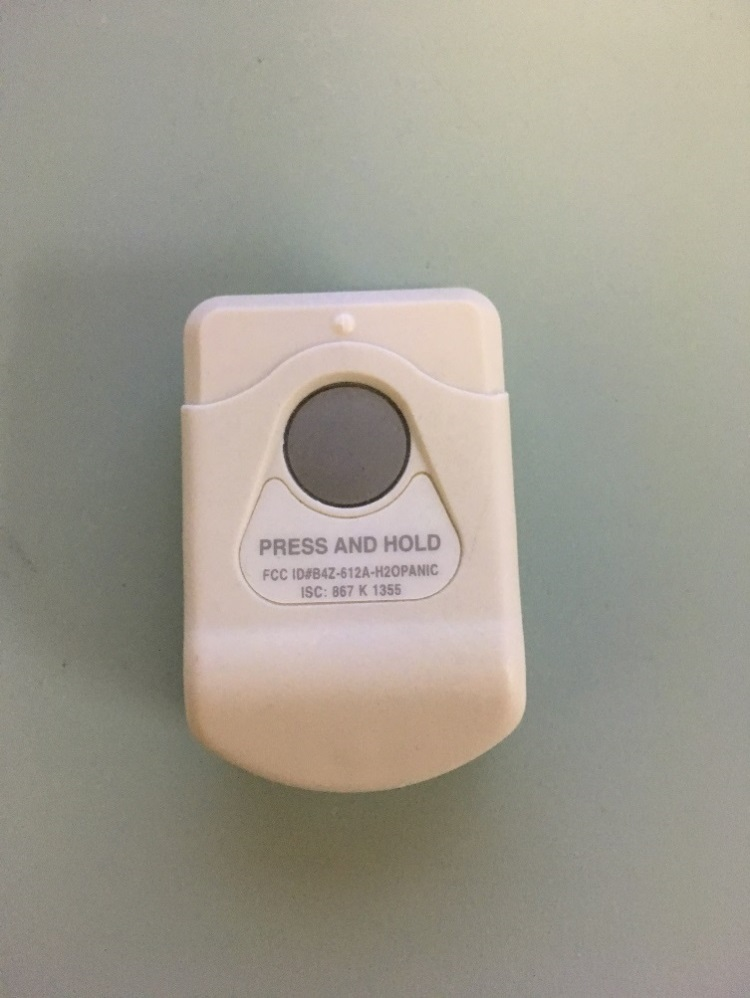 PRESS AND HOLD
FCC ID#B4Z-612A-H2OPANIC
ISC: 867 K 1355